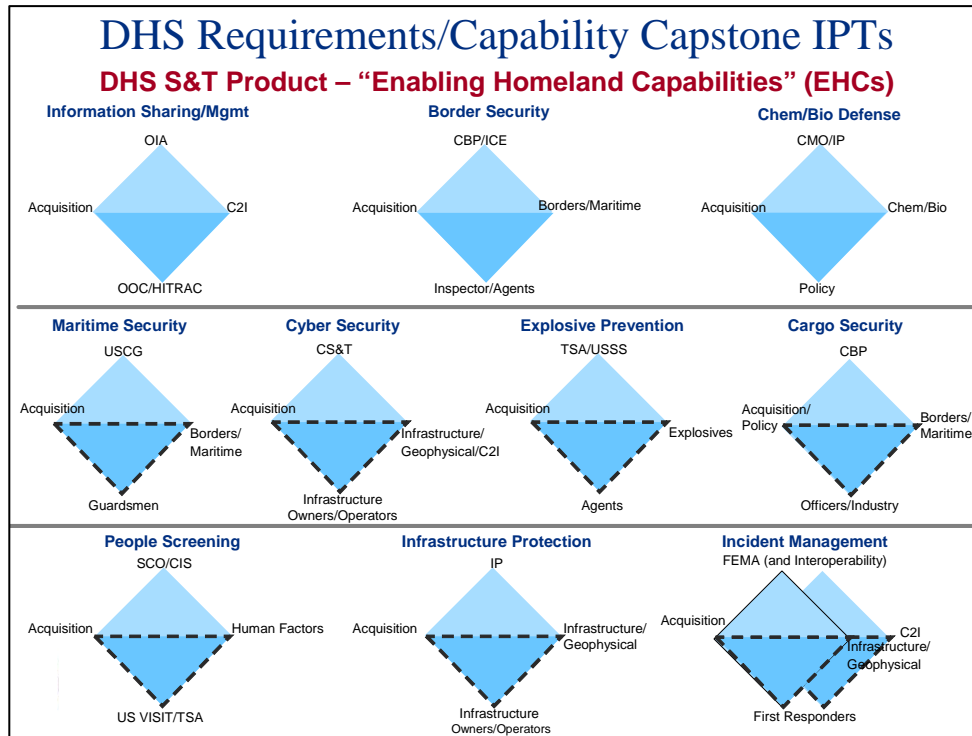 DHS Requirements/Capability Capstone IPTs
DHS S&T Product – “Enabling Homeland Capabilities” (EHCs)
Information Sharing/Mgmt
OIA
Acquisition
C2I
OOC/HITRAC
Border Security
CBP/ICE
Acquisition
Borders/Maritime
Inspector/Agents
Chem/Bio Defense
CMO/IP
Acquisition
Chem/Bio
Policy
Maritime Security
USCG
Acquisition
Borders/
Maritime
Guardsmen
Cyber Security
CS&T
Acquisition
Infrastructure/
Geophysical/C2I
Infrastructure
Owners/Operators
Explosive Prevention
TSA/USSS
Acquisition
Explosives
Agents
Cargo Security
CBP
Acquisition/
Policy
Borders/
Maritime
Officers/Industry
People Screening
SCO/CIS
Acquisition
Human Factors
US VISIT/TSA
Infrastructure Protection
IP
Acquisition
Infrastructure/
Geophysical
Infrastructure
Owners/Operators
Incident Management
FEMA (and Interoperability)
Acquisition
C2I
Infrastructure/
Geophysical
First Responders